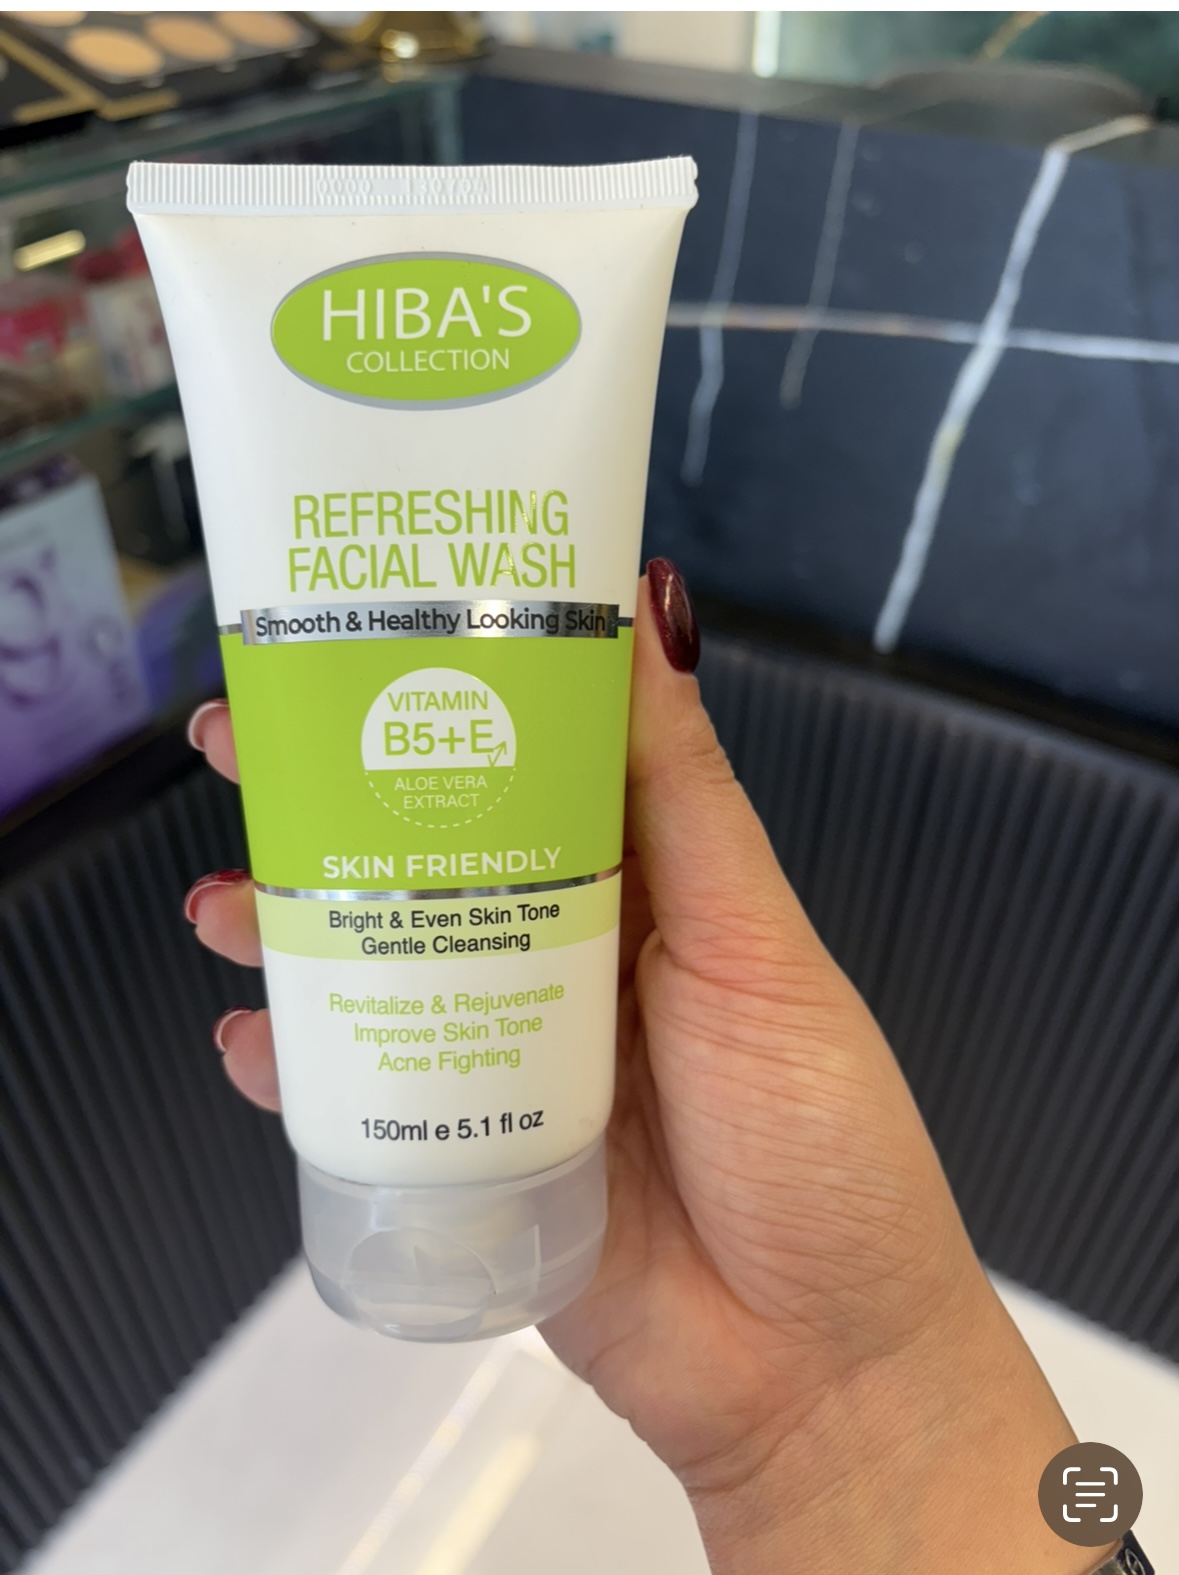 HIBA'S
COLLECTION
REFRESHING
FACIAL WASH
Smooth & Healthy Looking Skin
VITAMIN
B5+E
ALOE VERA
EXTRACT
SKIN FRIENDLY
Bright & Even Skin Tone
Gentle Cleansing
Revitalize & Rejuvenate
Improve Skin Tone
Acne Fighting
150ml e 5.1 fl oz